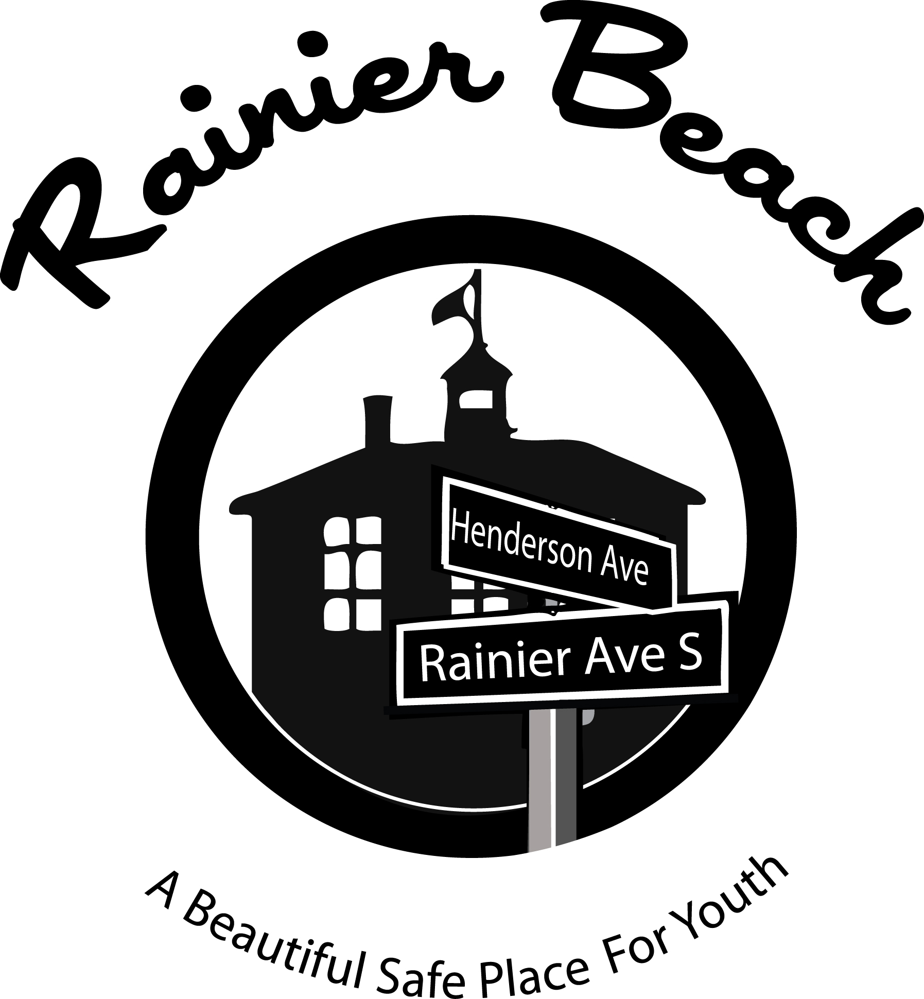 Rainier Beach
Henderson Ave
Rainier Ave S
A Beautiful Safe Place For Youth